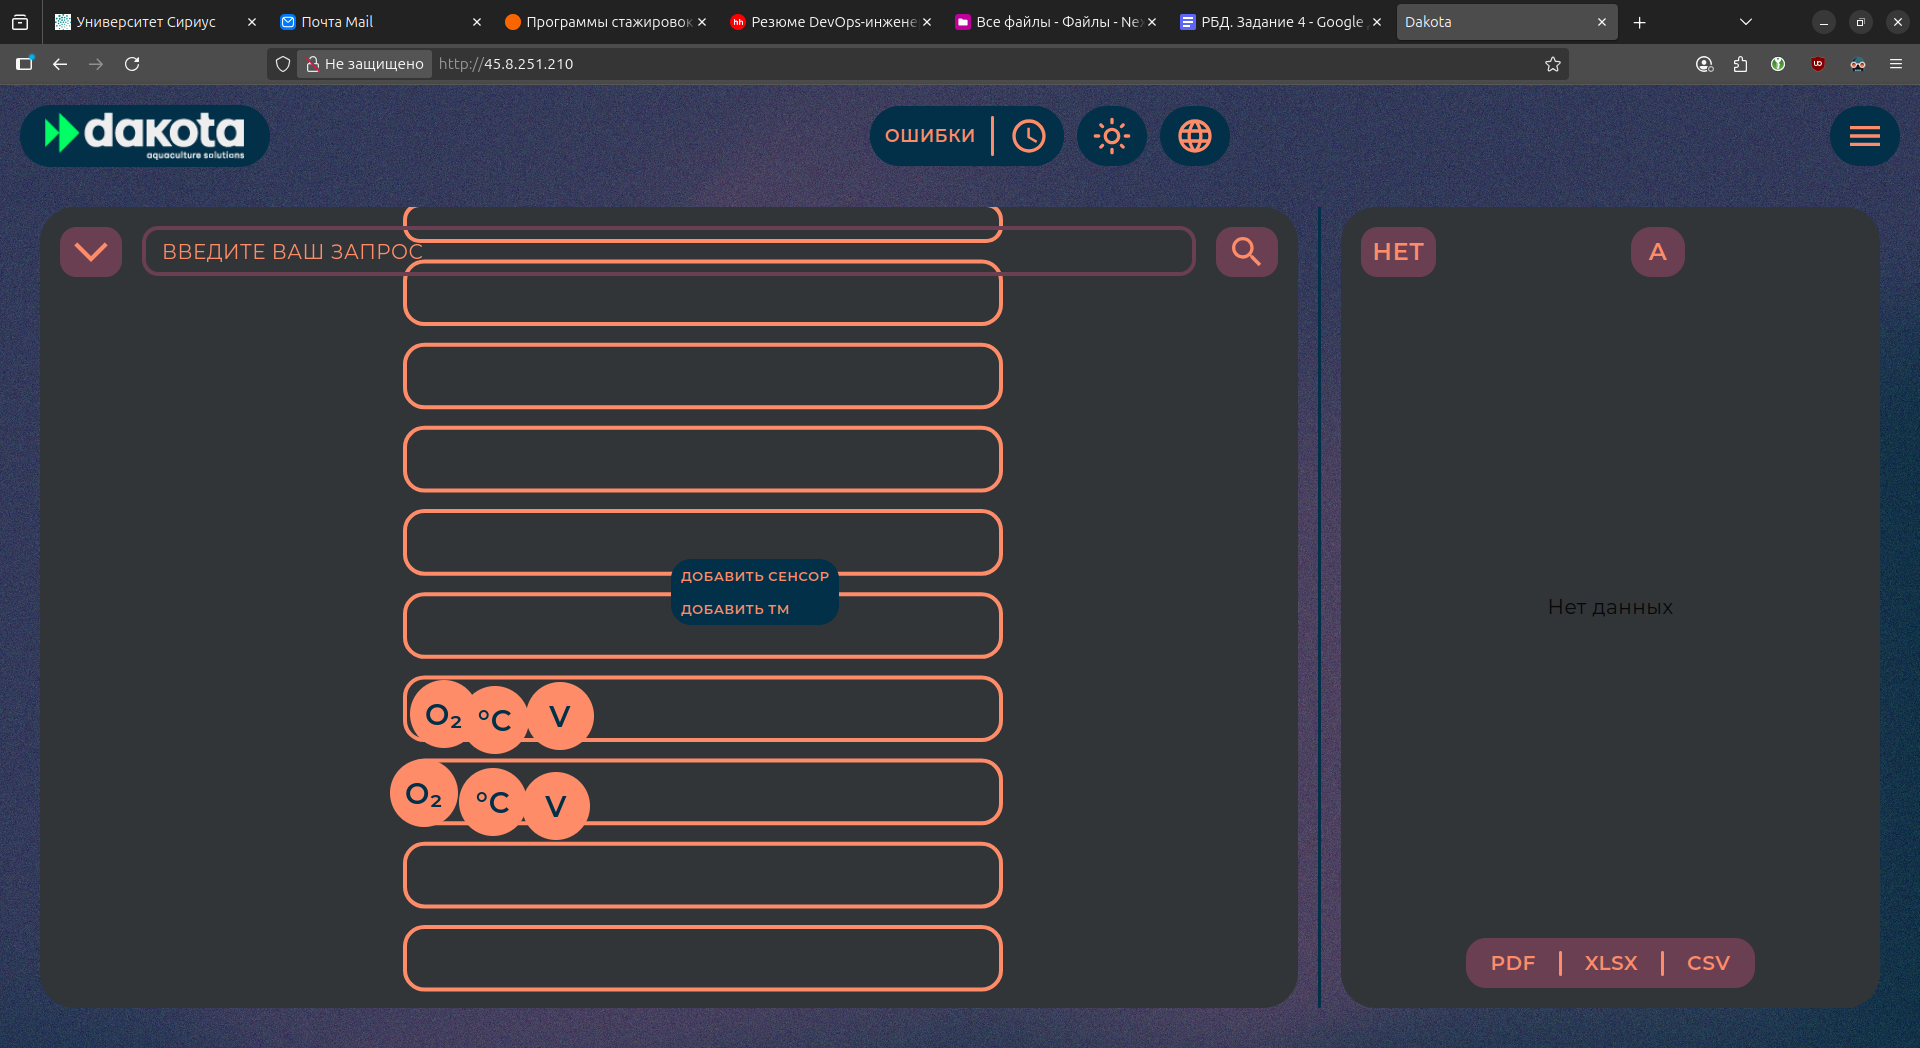 Университет Сириус
Почта Mail
Программы стажировок
Резюме DevOps-инжене
Все файлы - Файлы - Ne
РБД. Задание 4 - Google
Dakota
Не защищено
http://45.8.251.210
dakota
aquaculture solutions
ОШИБКИ
ВВЕДИТЕ ВАШ ЗАПРОС
НЕТ
А
ДОБАВИТЬ СЕНСОР
ДОБАВИТЬ ТМ
Нет данных
O₂
°C
V
O₂
°C
V
PDF
XLSX
CSV